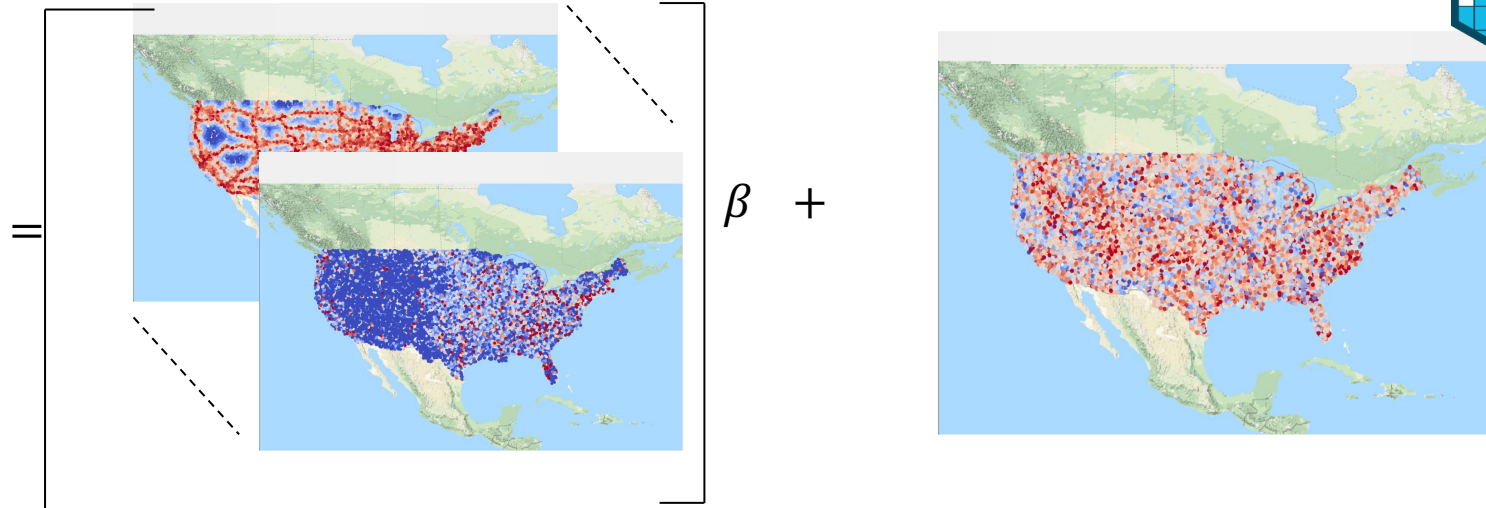 = β +